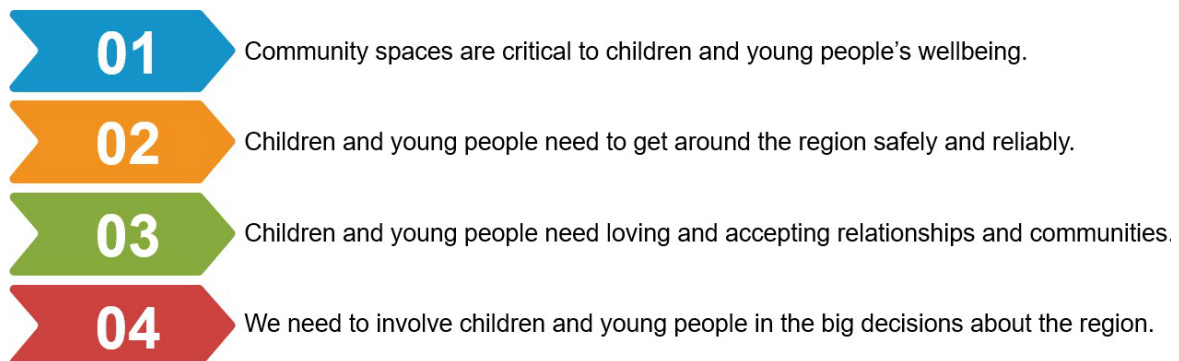 01 Community spaces are critical to children and young people’s wellbeing.
02 Children and young people need to get around the region safely and reliably.
03 Children and young people need loving and accepting relationships and communities.
04 We need to involve children and young people in the big decisions about the region.